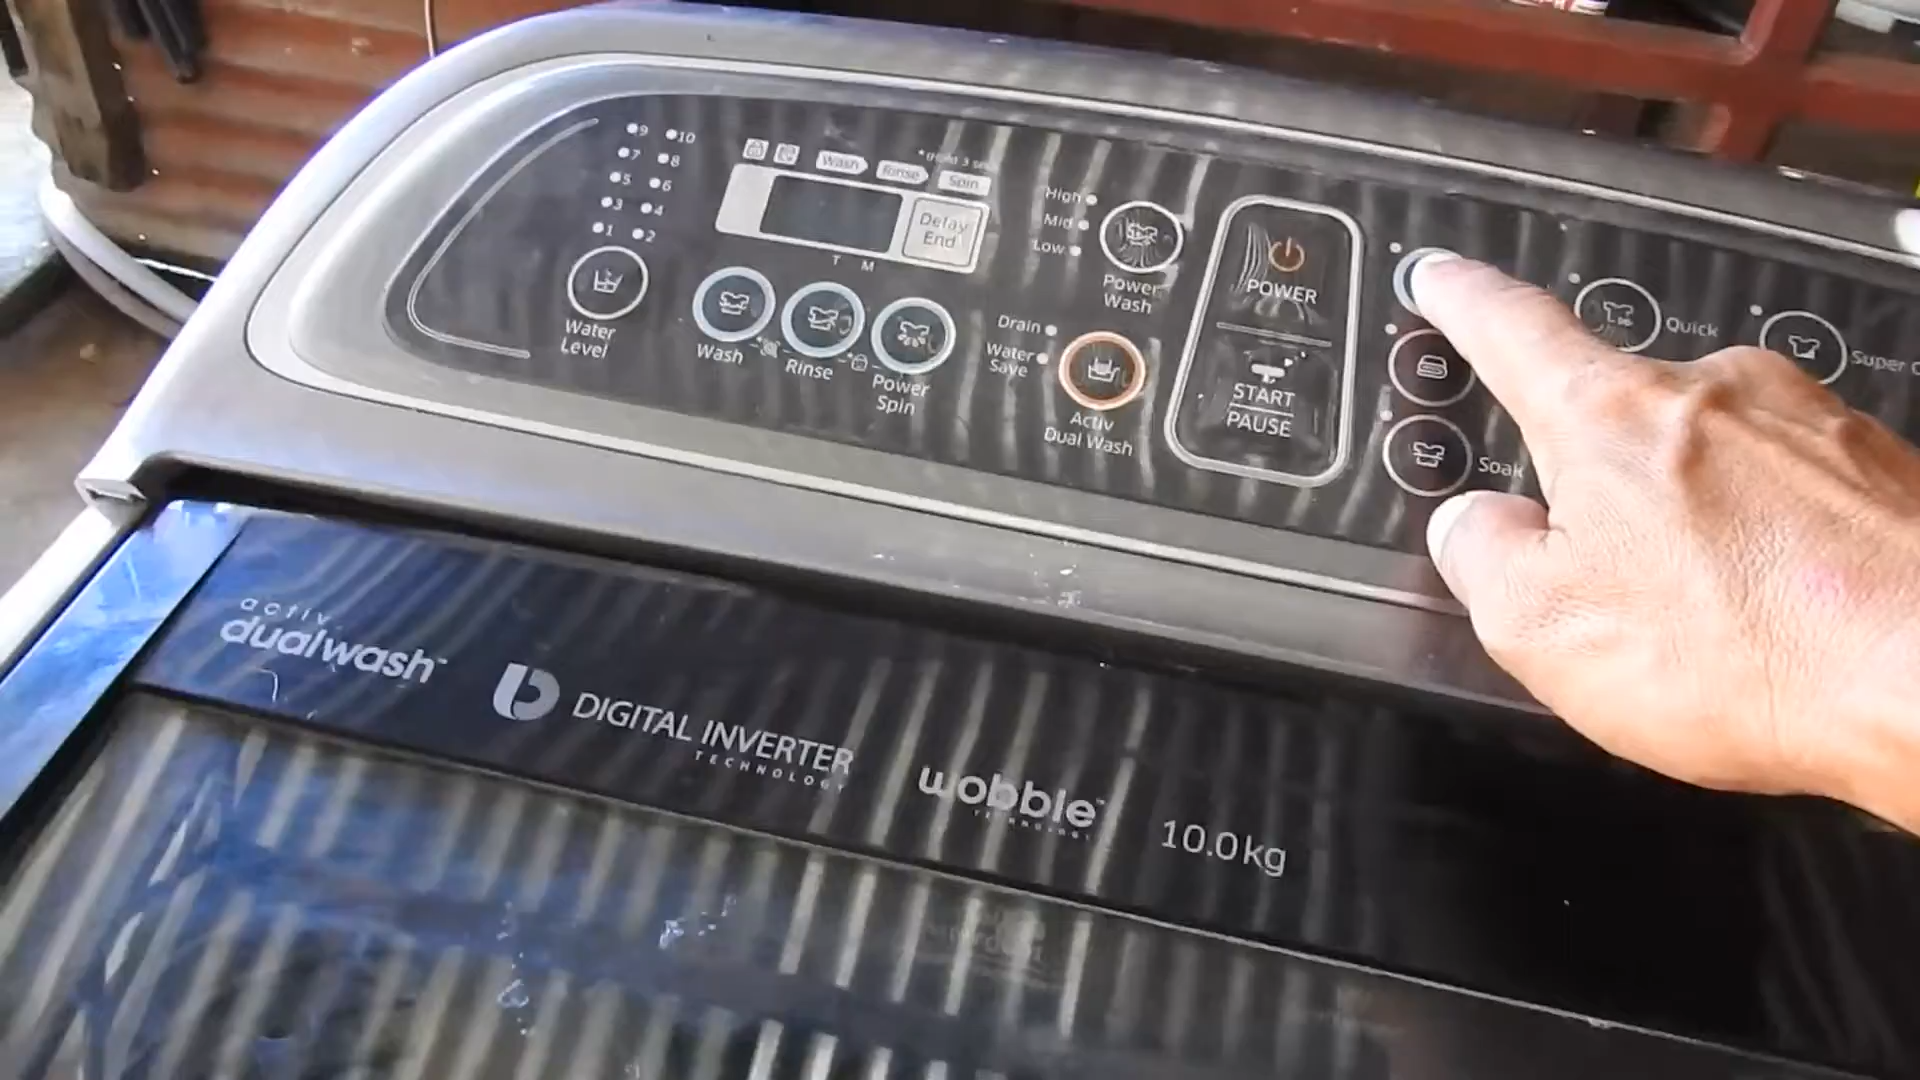 9 10
7 8
5 6
3 4
1 2
Water
Level
Wash
Rinse
Spin
Delay
End
T M
Wash
Rinse
Power
Spin
High
Mid
Low
Power
Wash
Drain
Water
Save
Activ
Dual Wash
POWER
START
PAUSE
Quick
Super
Soak
activ
dualwash
DIGITAL INVERTER
TECHNOLOGY
wobble
TECHNOLOGY
10.0kg